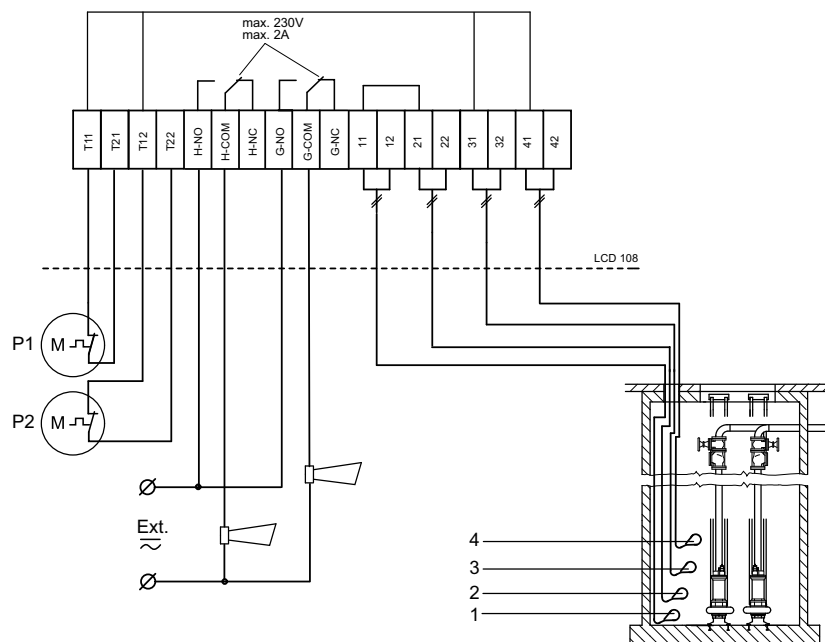 max. 230V
max. 2A
T11
T21
T12
T22
H-NO
H-COM
H-NC
G-NO
G-COM
G-NC
11
12
21
22
31
32
41
42
LCD 108
P1
M
P2
M
Ext.
4
3
2
1